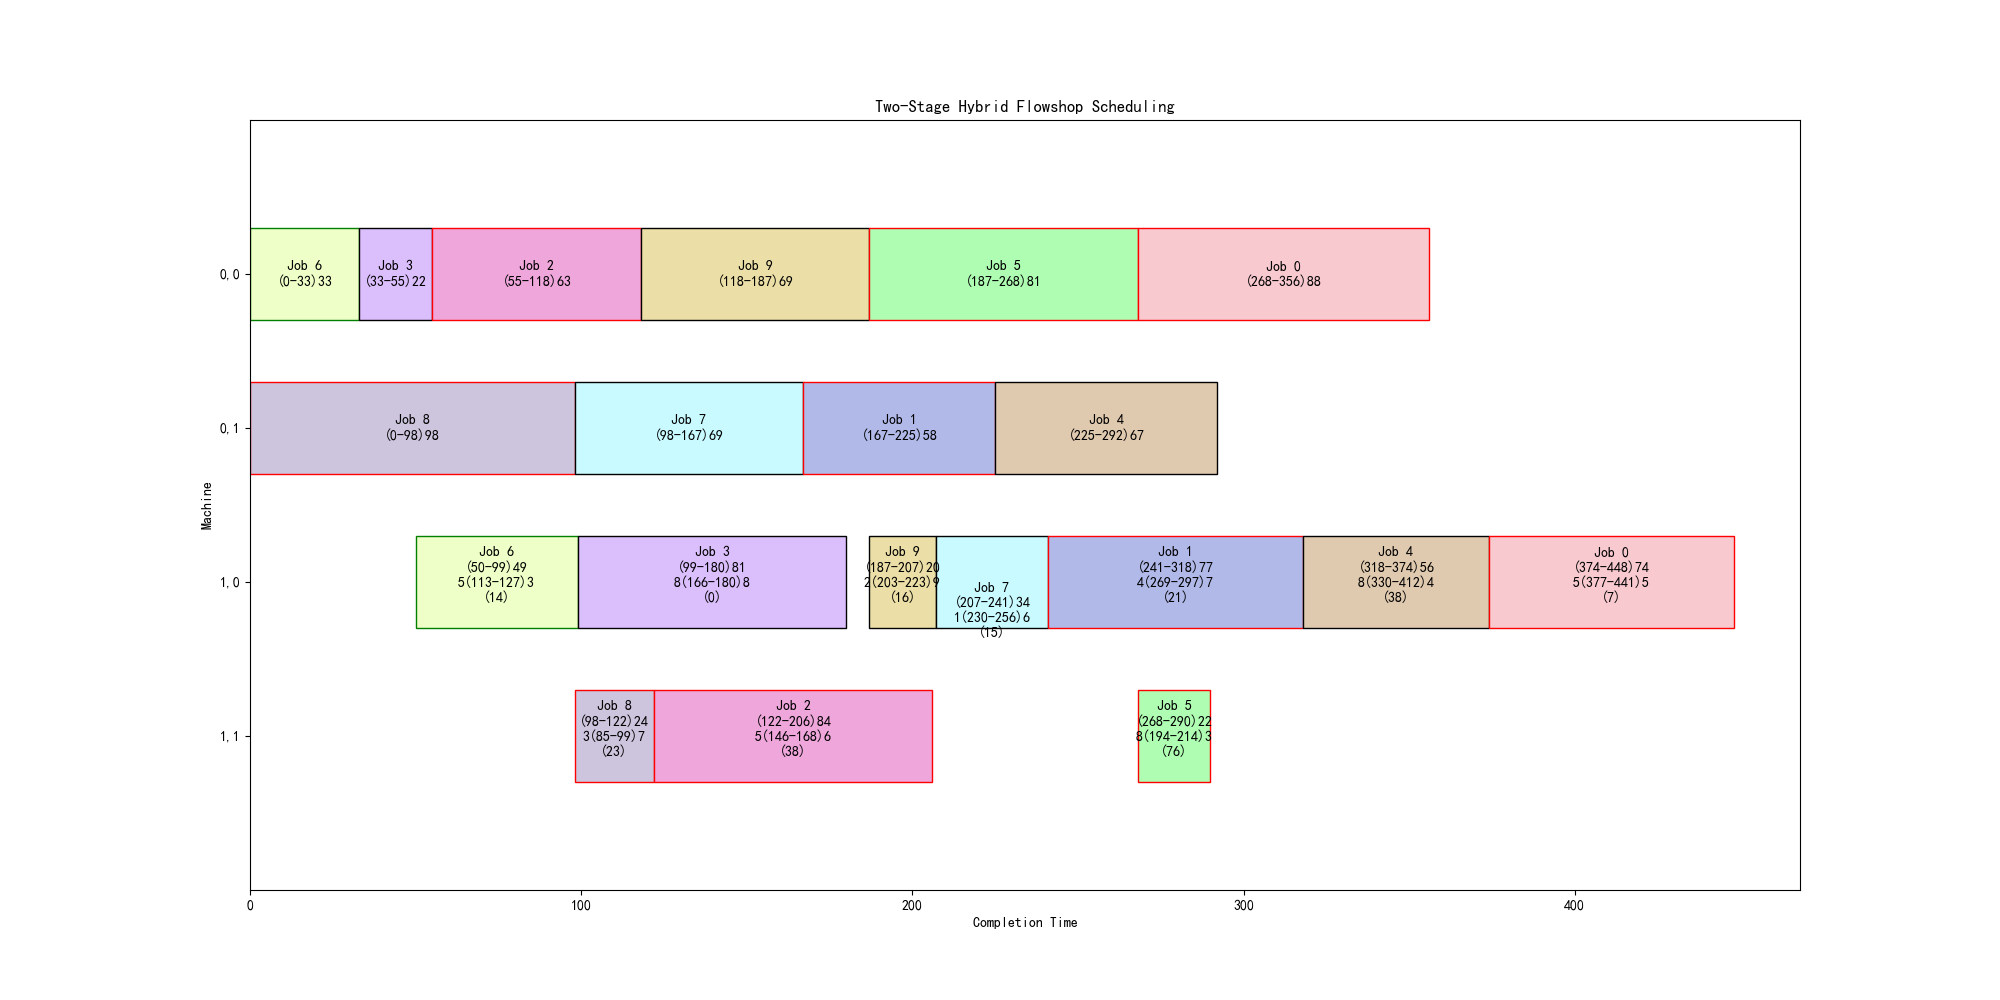 Two-Stage Hybrid Flowshop Scheduling
Machine
0,0
Job 6
(0-33)33
Job 3
(33-55)22
Job 2
(55-118)63
Job 9
(118-187)69
Job 5
(187-268)81
Job 0
(268-356)88
0,1
Job 8
(0-98)98
Job 7
(98-167)69
Job 1
(167-225)58
Job 4
(225-292)67
1,0
Job 6
(50-99)49
5(113-127)3
(14)
Job 3
(99-180)81
8(166-180)8
(0)
Job 9
(187-207)20
2(203-223)9
(16)
Job 7
(207-241)34
1(230-256)6
(15)
Job 1
(241-318)77
4(269-297)7
(21)
Job 4
(318-374)56
8(330-412)4
(38)
Job 0
(374-448)74
5(377-441)5
(7)
1,1
Job 8
(98-122)24
3(85-99)7
(23)
Job 2
(122-206)84
5(146-168)6
(38)
Job 5
(268-290)22
8(194-214)3
(76)
0
100
200
300
400
Completion Time